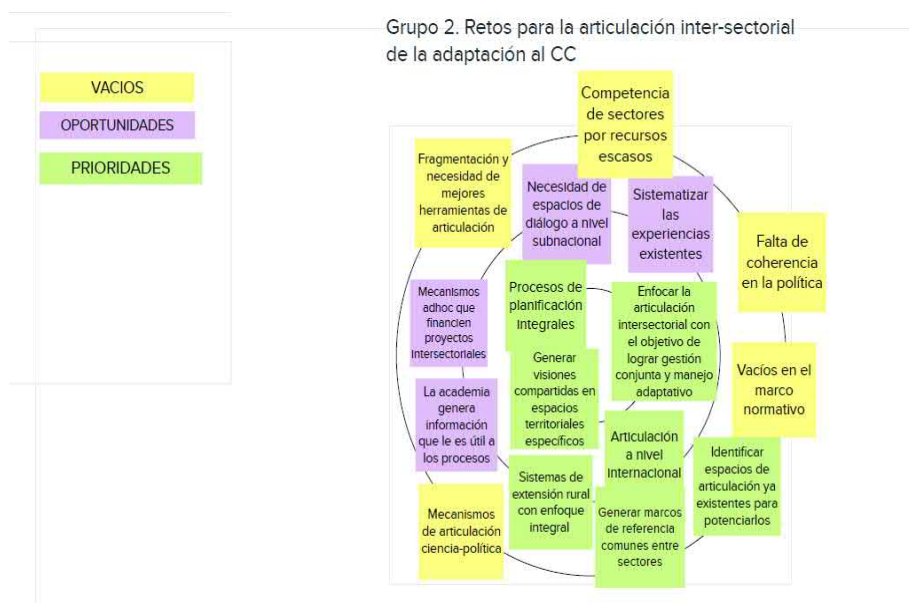 Grupo 2. Retos para la articulación inter-sectorial
de la adaptación al CC
VACIOS
OPORTUNIDADES
PRIORIDADES
Competencia
de sectores
por recursos
escasos
Fragmentación y
necesidad de
mejores
herramientas de
articulación
Necesidad de
espacios de
diálogo a nivel
subnacional
Sistematizar
las
experiencias
existentes
Falta de
coherencia
en la política
Mecanismos
adhoc que
financien
proyectos
intersectoriales
Procesos de
planificación
integrales
Enfocar la
articulación
intersectorial con
el objetivo de
lograr gestión
conjunta y manejo
adaptativo
Vacíos en el
marco
normativo
Generar
visiones
compartidas en
espacios
territoriales
específicos
La academia
genera
información
que le es útil a
los procesos
Articulación
a nivel
internacional
Identificar
espacios de
articulación ya
existentes para
potenciarlos
Sistemas de
extensión rural
con enfoque
integral
Mecanismos
de articulación
ciencia-política
Generar marcos
de referencia
comunes entre
sectores